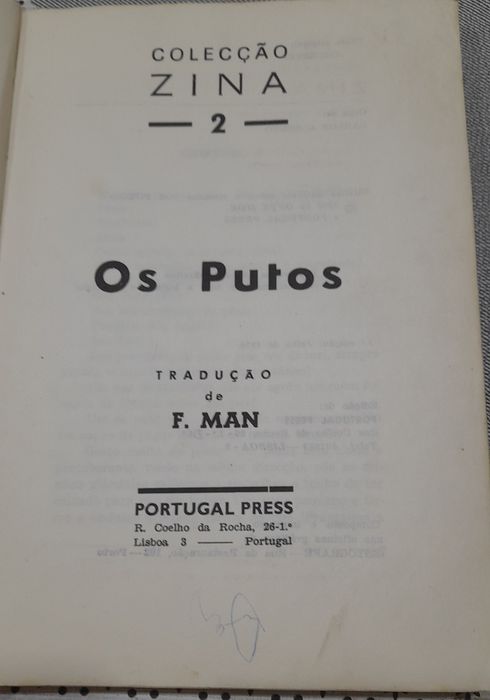 COLECÇÃO
ZINA
— 2 —
Os Putos
TRADUÇÃO
de
F. MAN
PORTUGAL PRESS
R. Coelho da Rocha, 26-1.º
Lisboa 3 —— Portugal